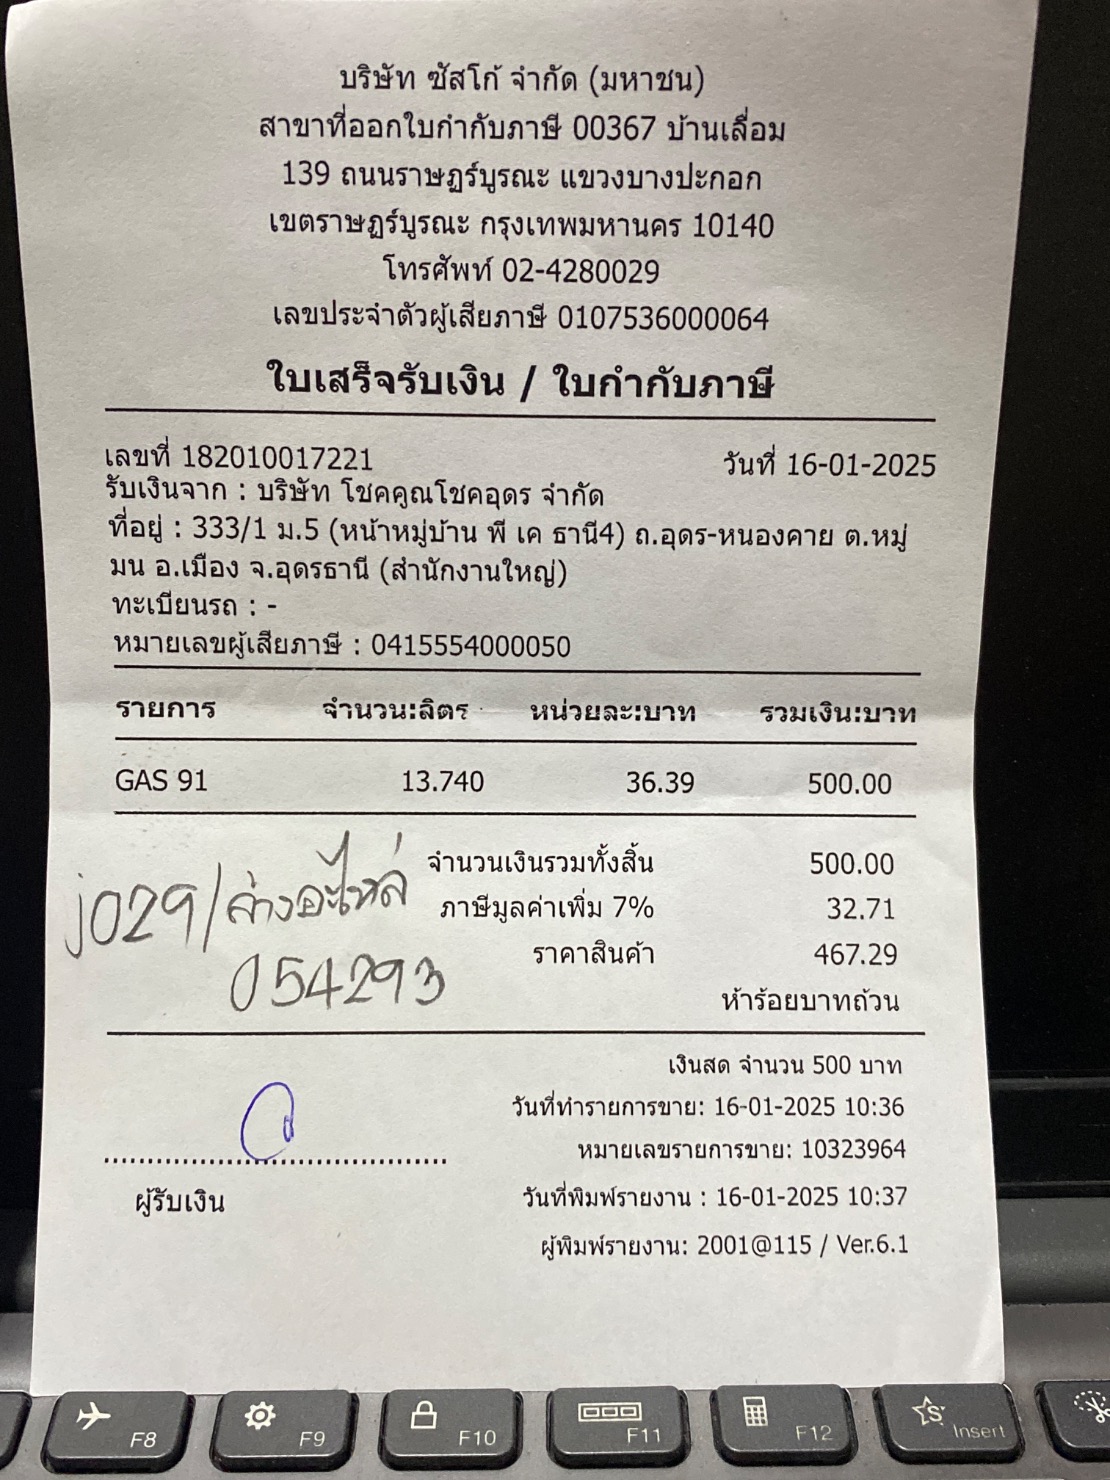 บริษัท ซัสโก้ จำกัด (มหาชน)
สาขาที่ออกใบกำกับภาษี 00367 บ้านเลื่อม
139 ถนนราษฏร์บูรณะ แขวงบางปะกอก
เขตราษฏร์บูรณะ กรุงเทพมหานคร 10140
โทรศัพท์ 02-4280029
เลขประจำตัวผู้เสียภาษี 0107536000064
ใบเสร็จรับเงิน / ใบกำกับภาษี
เลขที่ 182010017221 วันที่ 16-01-2025
รับเงินจาก : บริษัท โชคคูณโชคอุดร จำกัด
ที่อยู่ : 333/1 ม.5 (หน้าหมู่บ้าน พี เค ธานี4) ถ.อุดร-หนองคาย ต.หมู่
มน อ.เมือง จ.อุดรธานี (สำนักงานใหญ่)
ทะเบียนรถ : -
หมายเลขผู้เสียภาษี : 0415554000050
รายการ จำนวน:ลิตร หน่วยละ:บาท รวมเงิน:บาท
GAS 91 13.740 36.39 500.00
จำนวนเงินรวมทั้งสิ้น 500.00
j029/ล้างอะไหล่ ภาษีมูลค่าเพิ่ม 7% 32.71
054293 ราคาสินค้า 467.29
ห้าร้อยบาทถ้วน
เงินสด จำนวน 500 บาท
วันที่ทำรายการขาย: 16-01-2025 10:36
หมายเลขรายการขาย: 10323964
ผู้รับเงิน วันที่พิมพ์รายงาน : 16-01-2025 10:37
ผู้พิมพ์รายงาน: 2001@115 / Ver.6.1
F8 F9 F10 F11 F12 Insert